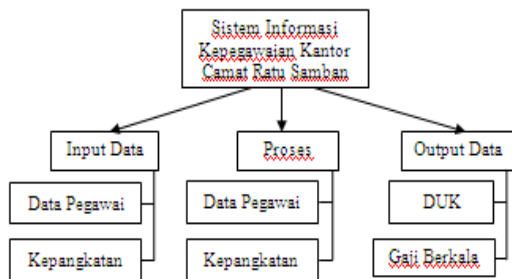 Sistem Informasi
Kepegawaian Kantor
Camat Ratu Samban
Input Data
Proses
Output Data
Data Pegawai
Data Pegawai
DUK
Kepangkatan
Kepangkatan
Gaji Berkala